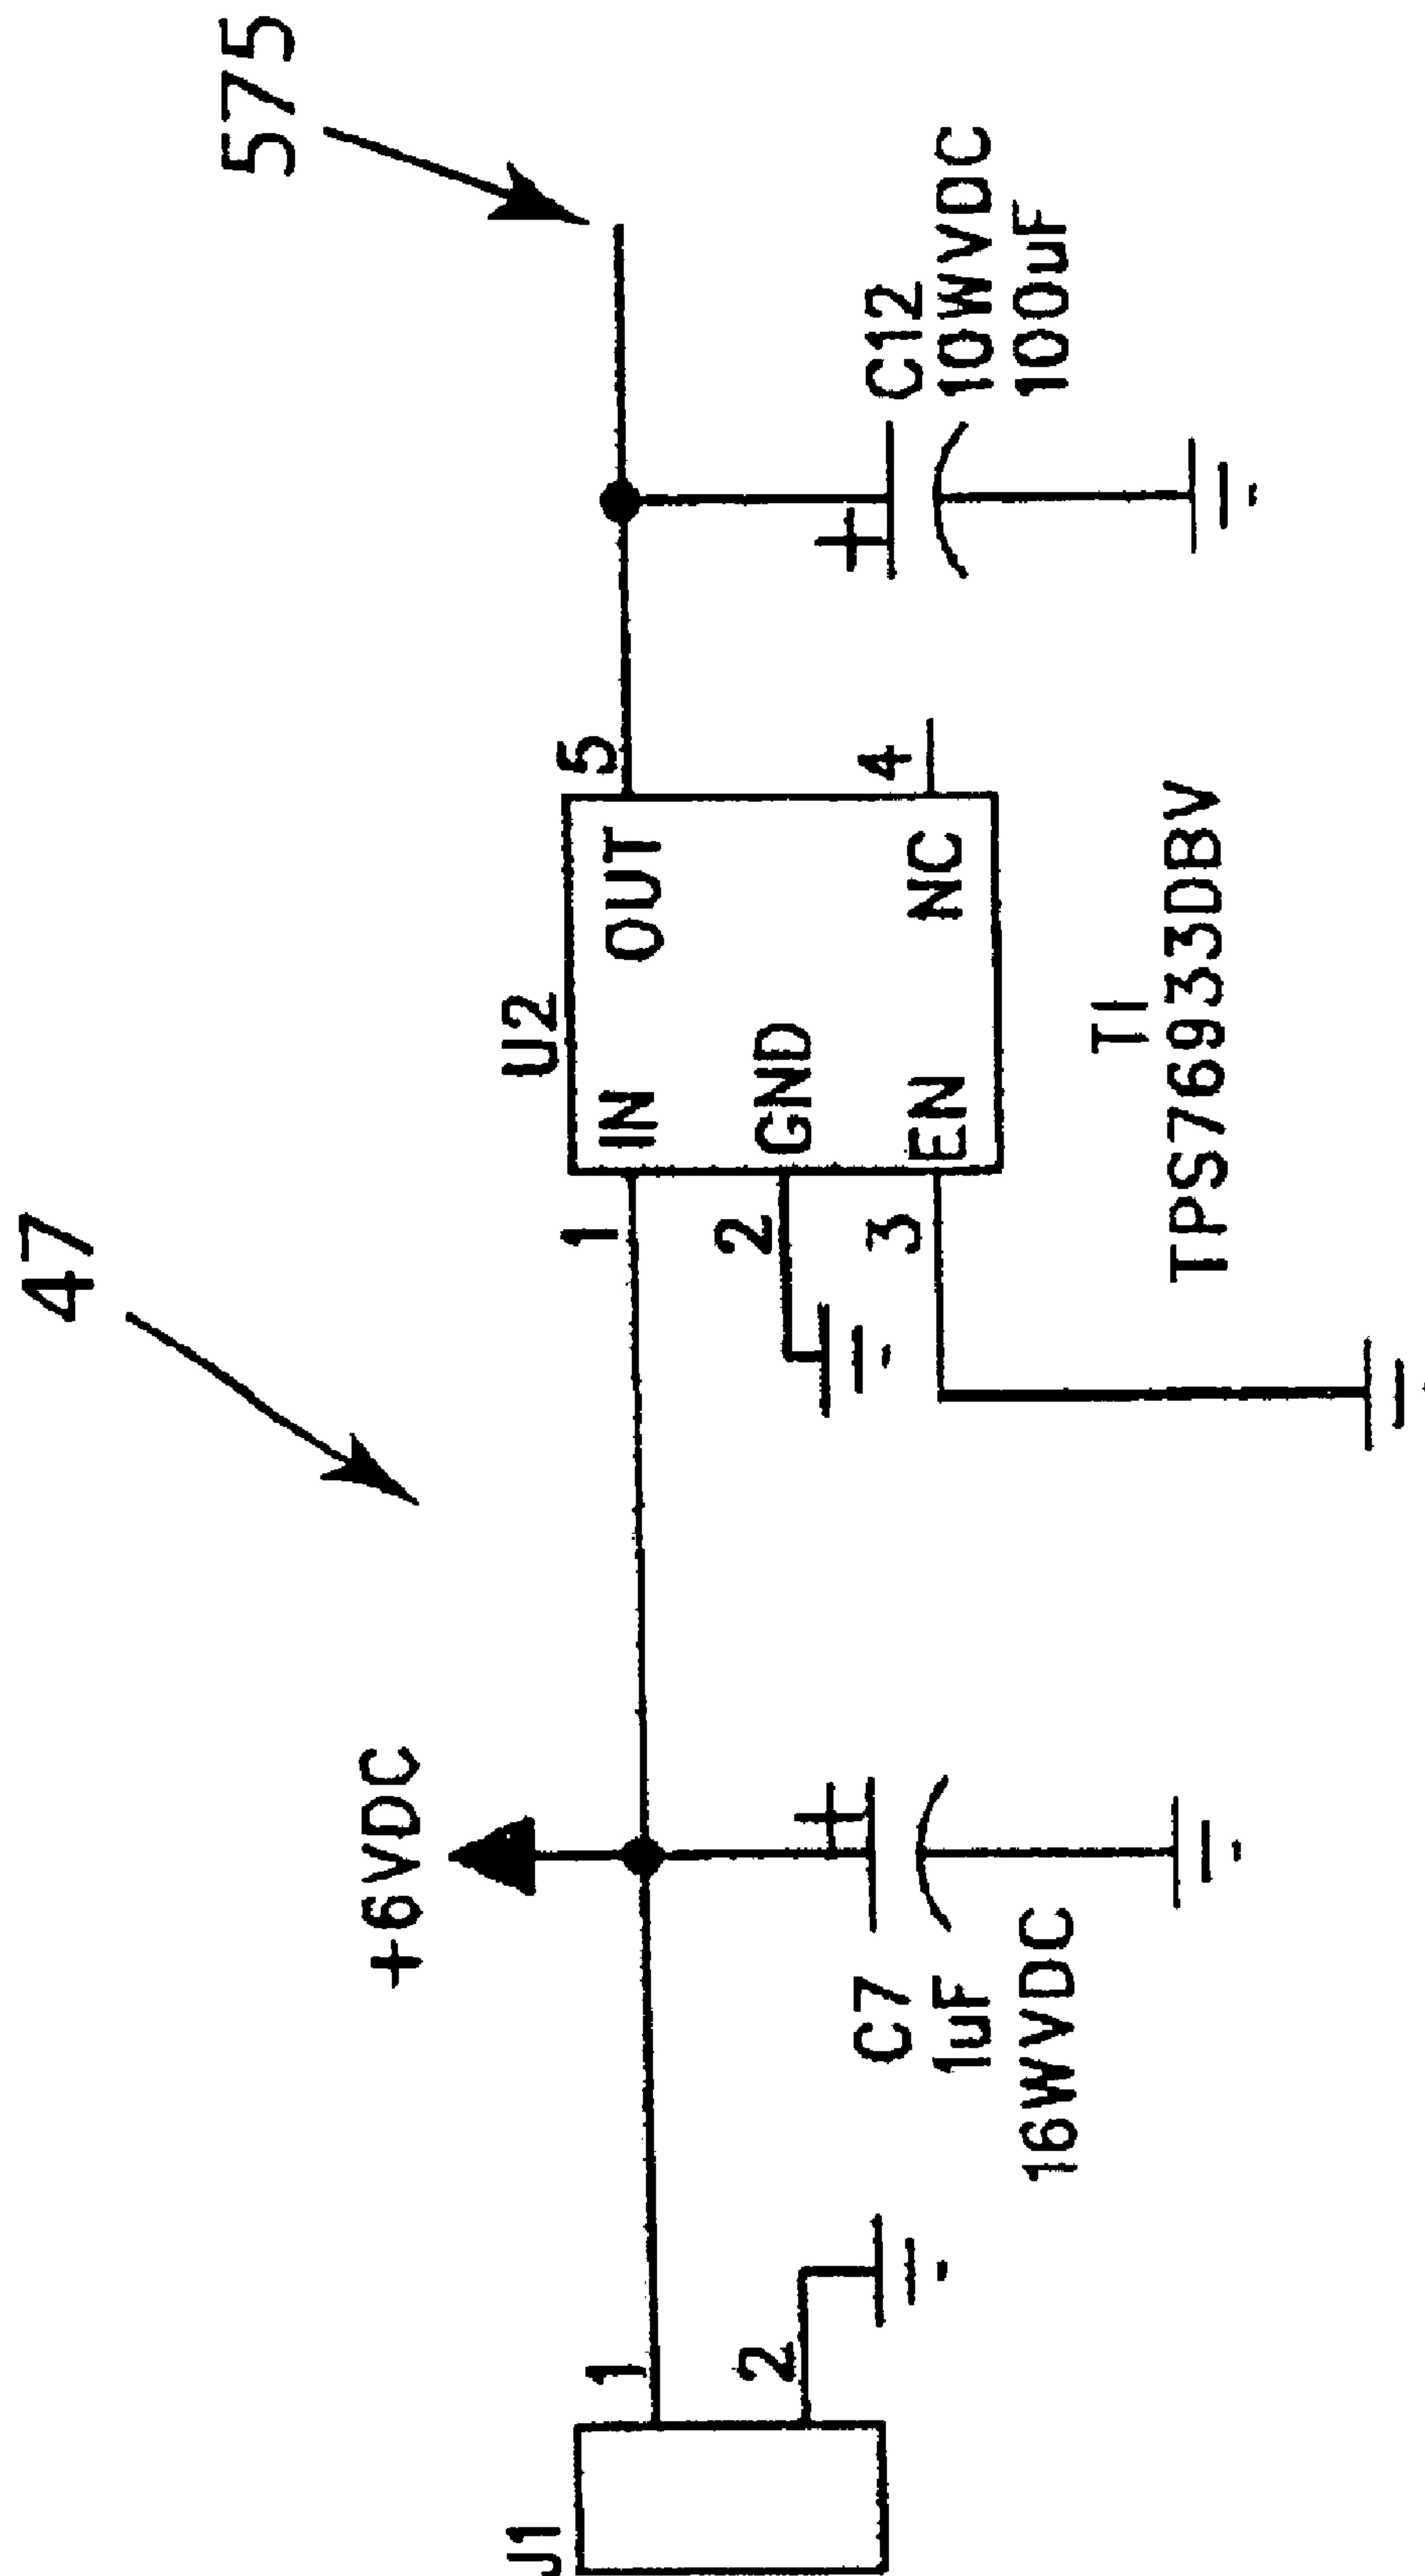 47
575
+6VDC
J1
1
2
C7
1uF
16WVDC
U2
1
IN
2
GND
3
EN
OUT
5
NC
4
TI
TPS76933DBV
+
C12
10WVDC
100uF
+